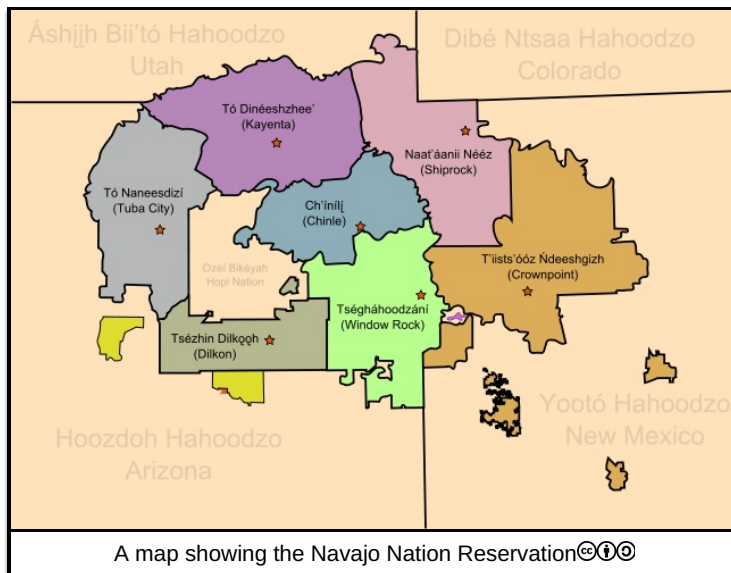 Áshįįh Bii'tó Hahoodzo
Utah
Dibé Ntsaa Hahoodzo
Colorado
Tó Dinéeshzhee'
(Kayenta)
Naat'áanii Nééz
(Shiprock)
Tó Naneesdizí
(Tuba City)
Ch'ínílį́
(Chinle)
Ozéí Bikéyah
Hopi Nation
T'iists'óóz Ńdeeshgizh
(Crownpoint)
Tségháhoodzání
(Window Rock)
Tsézhin Dilkǫǫh
(Dilkon)
Yootó Hahoodzo
New Mexico
Hoozdoh Hahoodzo
Arizona
A map showing the Navajo Nation Reservation